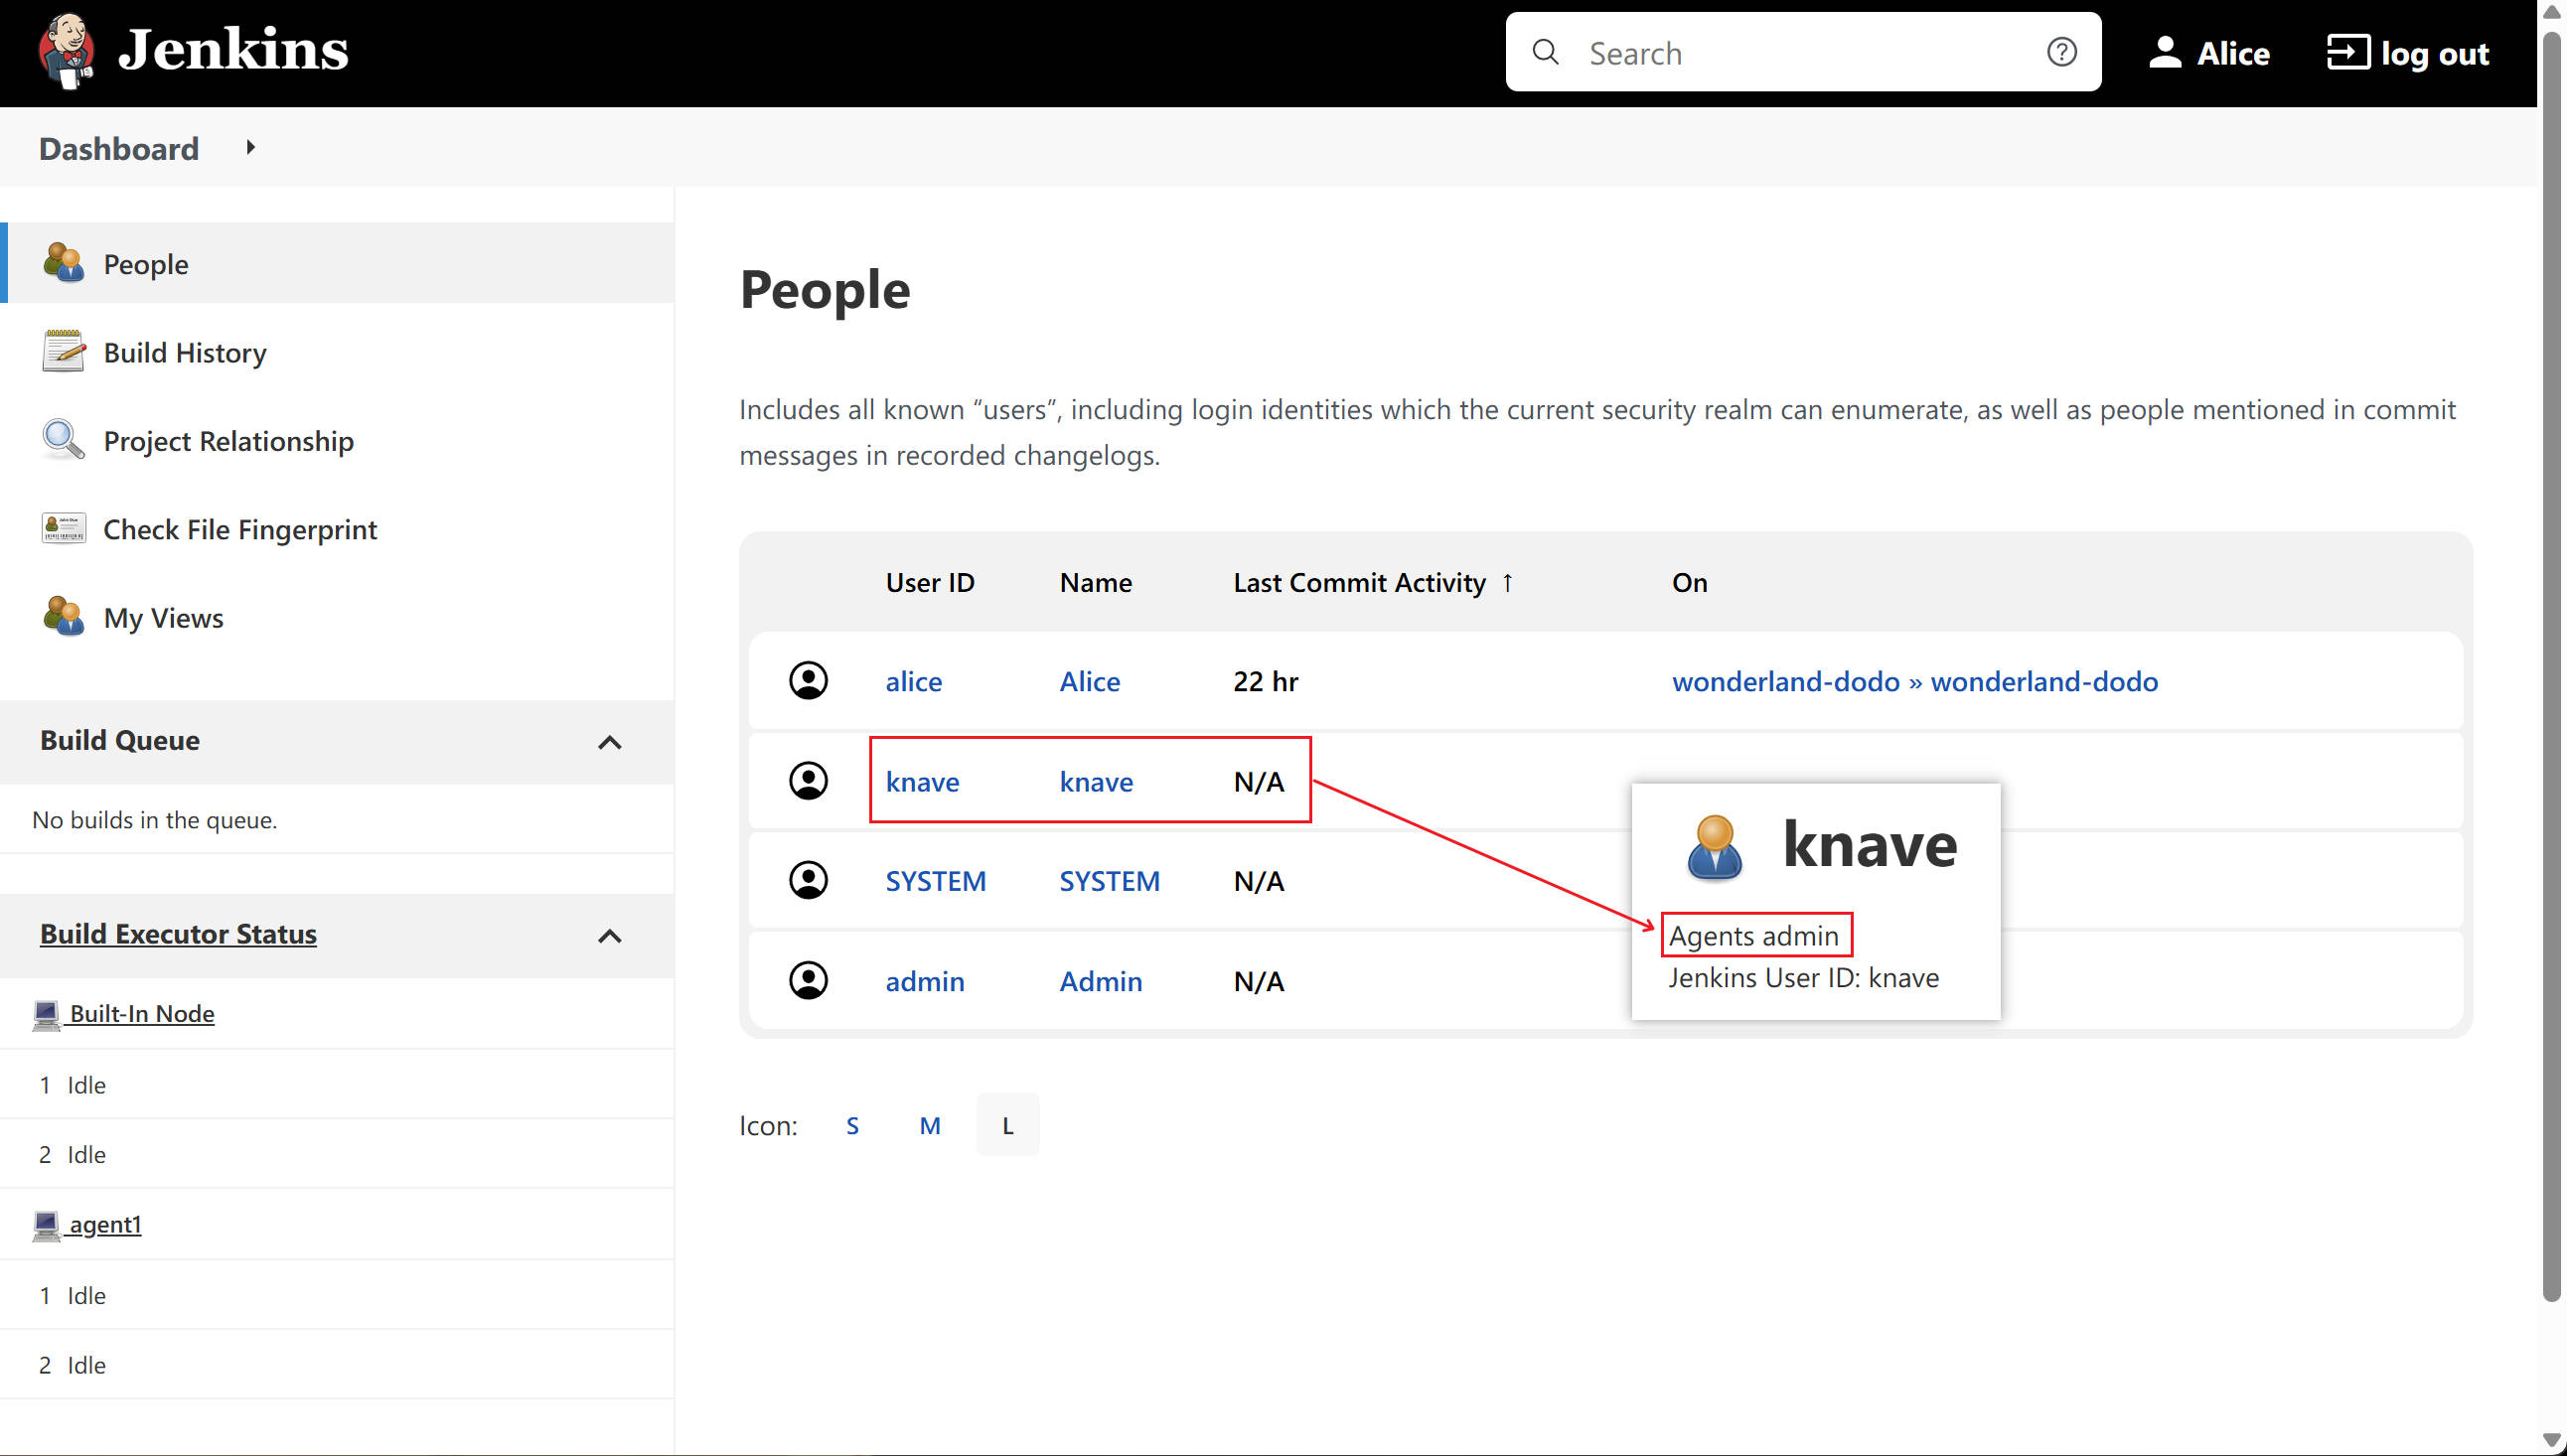 Jenkins
Search
Alice
log out
Dashboard
People
Build History
Project Relationship
Check File Fingerprint
My Views
Build Queue
No builds in the queue.
Build Executor Status
Built-In Node
1 Idle
2 Idle
agent1
1 Idle
2 Idle
People
Includes all known “users”, including login identities which the current security realm can enumerate, as well as people mentioned in commit
messages in recorded changelogs.
User ID Name Last Commit Activity ↑ On
alice Alice 22 hr wonderland-dodo » wonderland-dodo
knave knave N/A
SYSTEM SYSTEM N/A
admin Admin N/A
knave
Agents admin
Jenkins User ID: knave
Icon: S M L